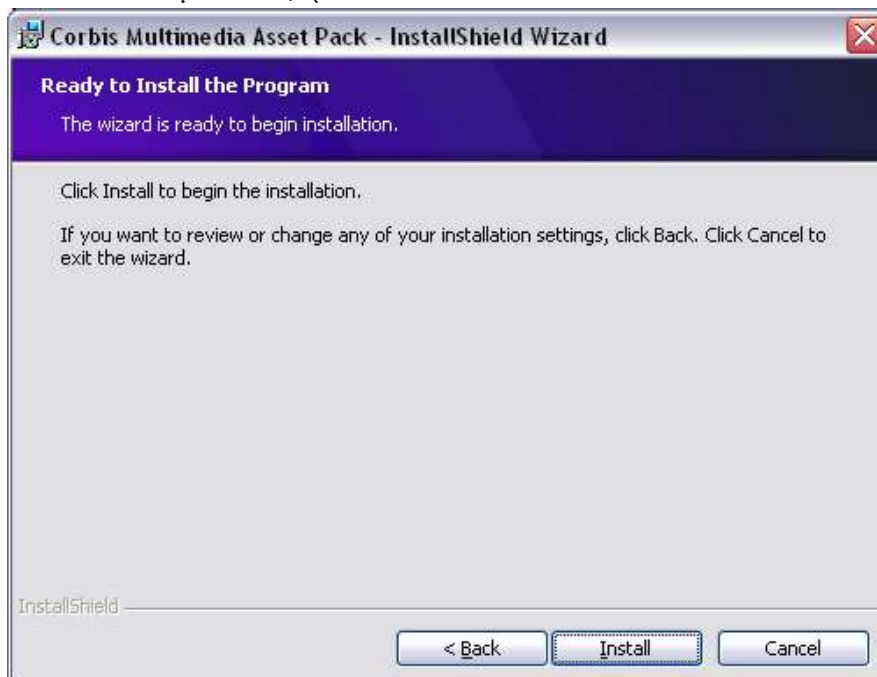 Corbis Multimedia Asset Pack - InstallShield Wizard
Ready to Install the Program
The wizard is ready to begin installation.
Click Install to begin the installation.
If you want to review or change any of your installation settings, click Back. Click Cancel to
exit the wizard.
InstallShield
< Back Install Cancel